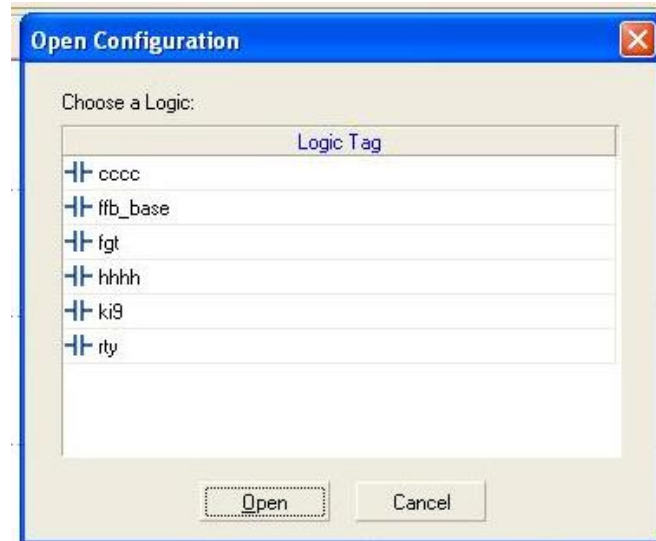 Open Configuration
Choose a Logic:
Logic Tag
cccc
ffb_base
fgt
hhhh
ki9
rty
Open Cancel